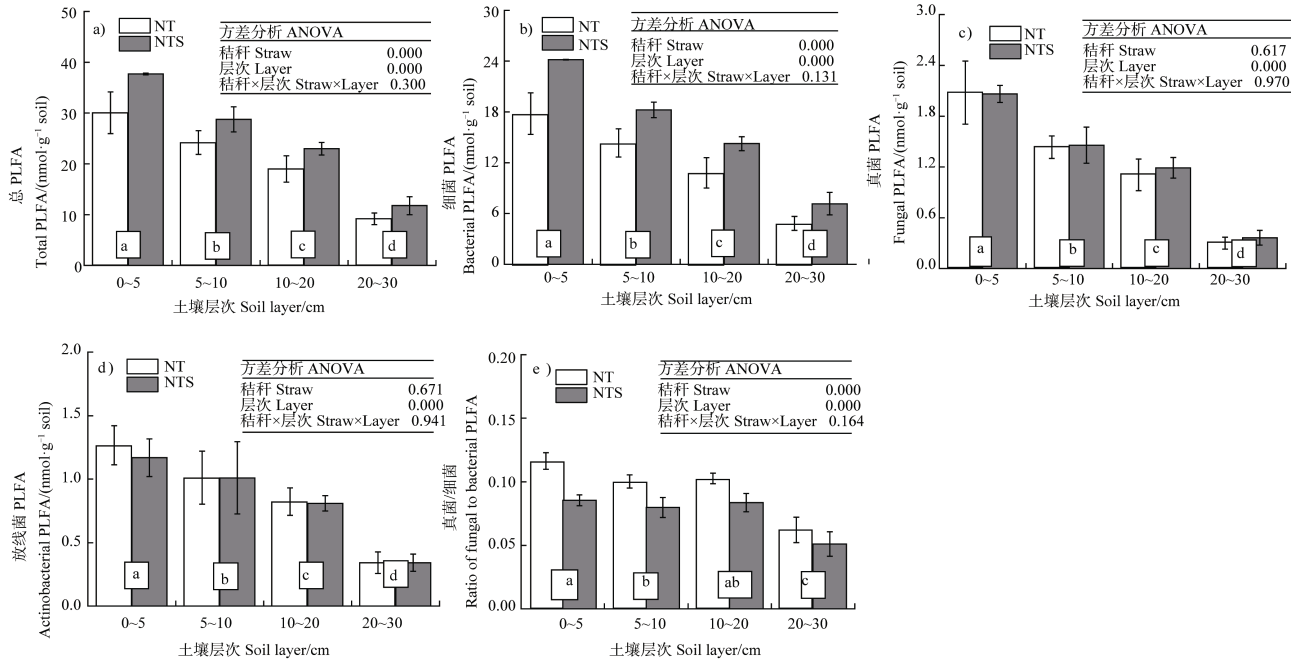 a)
NT
NTS
方差分析 ANOVA
秸秆 Straw 0.000
层次 Layer 0.000
秸秆×层次 Straw×Layer 0.300
50
40
30
20
10
0
总 PLFA
Total PLFA/(nmol·g⁻¹ soil)
a
b
c
d
0~5
5~10
10~20
20~30
土壤层次 Soil layer/cm
b)
NT
NTS
方差分析 ANOVA
秸秆 Straw 0.000
层次 Layer 0.000
秸秆×层次 Straw×Layer 0.131
30
24
18
12
6
0
细菌 PLFA
Bacterial PLFA/(nmol·g⁻¹ soil)
a
b
c
d
0~5
5~10
10~20
20~30
土壤层次 Soil layer/cm
c)
NT
NTS
方差分析 ANOVA
秸秆 Straw 0.617
层次 Layer 0.000
秸秆×层次 Straw×Layer 0.970
3.0
2.4
1.8
1.2
0.6
0.0
真菌 PLFA
Fungal PLFA/(nmol·g⁻¹ soil)
a
b
c
d
0~5
5~10
10~20
20~30
土壤层次 Soil layer/cm
d)
NT
NTS
方差分析 ANOVA
秸秆 Straw 0.671
层次 Layer 0.000
秸秆×层次 Straw×Layer 0.941
2.0
1.5
1.0
0.5
0.0
放线菌 PLFA
Actinobacterial PLFA/(nmol·g⁻¹ soil)
a
b
c
d
0~5
5~10
10~20
20~30
土壤层次 Soil layer/cm
e )
NT
NTS
方差分析 ANOVA
秸秆 Straw 0.000
层次 Layer 0.000
秸秆×层次 Straw×Layer 0.164
0.20
0.15
0.10
0.05
0.00
真菌/细菌
Ratio of fungal to bacterial PLFA
a
b
ab
c
0~5
5~10
10~20
20~30
土壤层次 Soil layer/cm